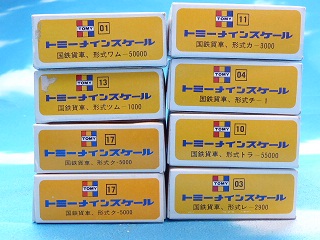 TOMY
01
トミーナインスケール
国鉄貨車、形式ワム-50000
TOMY
13
トミーナインスケール
国鉄貨車、形式ツム-1000
TOMY
17
トミーナインスケール
国鉄貨車、形式タ-5000
TOMY
17
トミーナインスケール
国鉄貨車、形式タ-5000
TOMY
11
トミーナインスケール
国鉄貨車、形式カ-3000
TOMY
04
トミーナインスケール
国鉄貨車、形式チ-1
TOMY
10
トミーナインスケール
国鉄貨車、形式トラ-55000
TOMY
03
トミーナインスケール
国鉄貨車、形式レ-2900